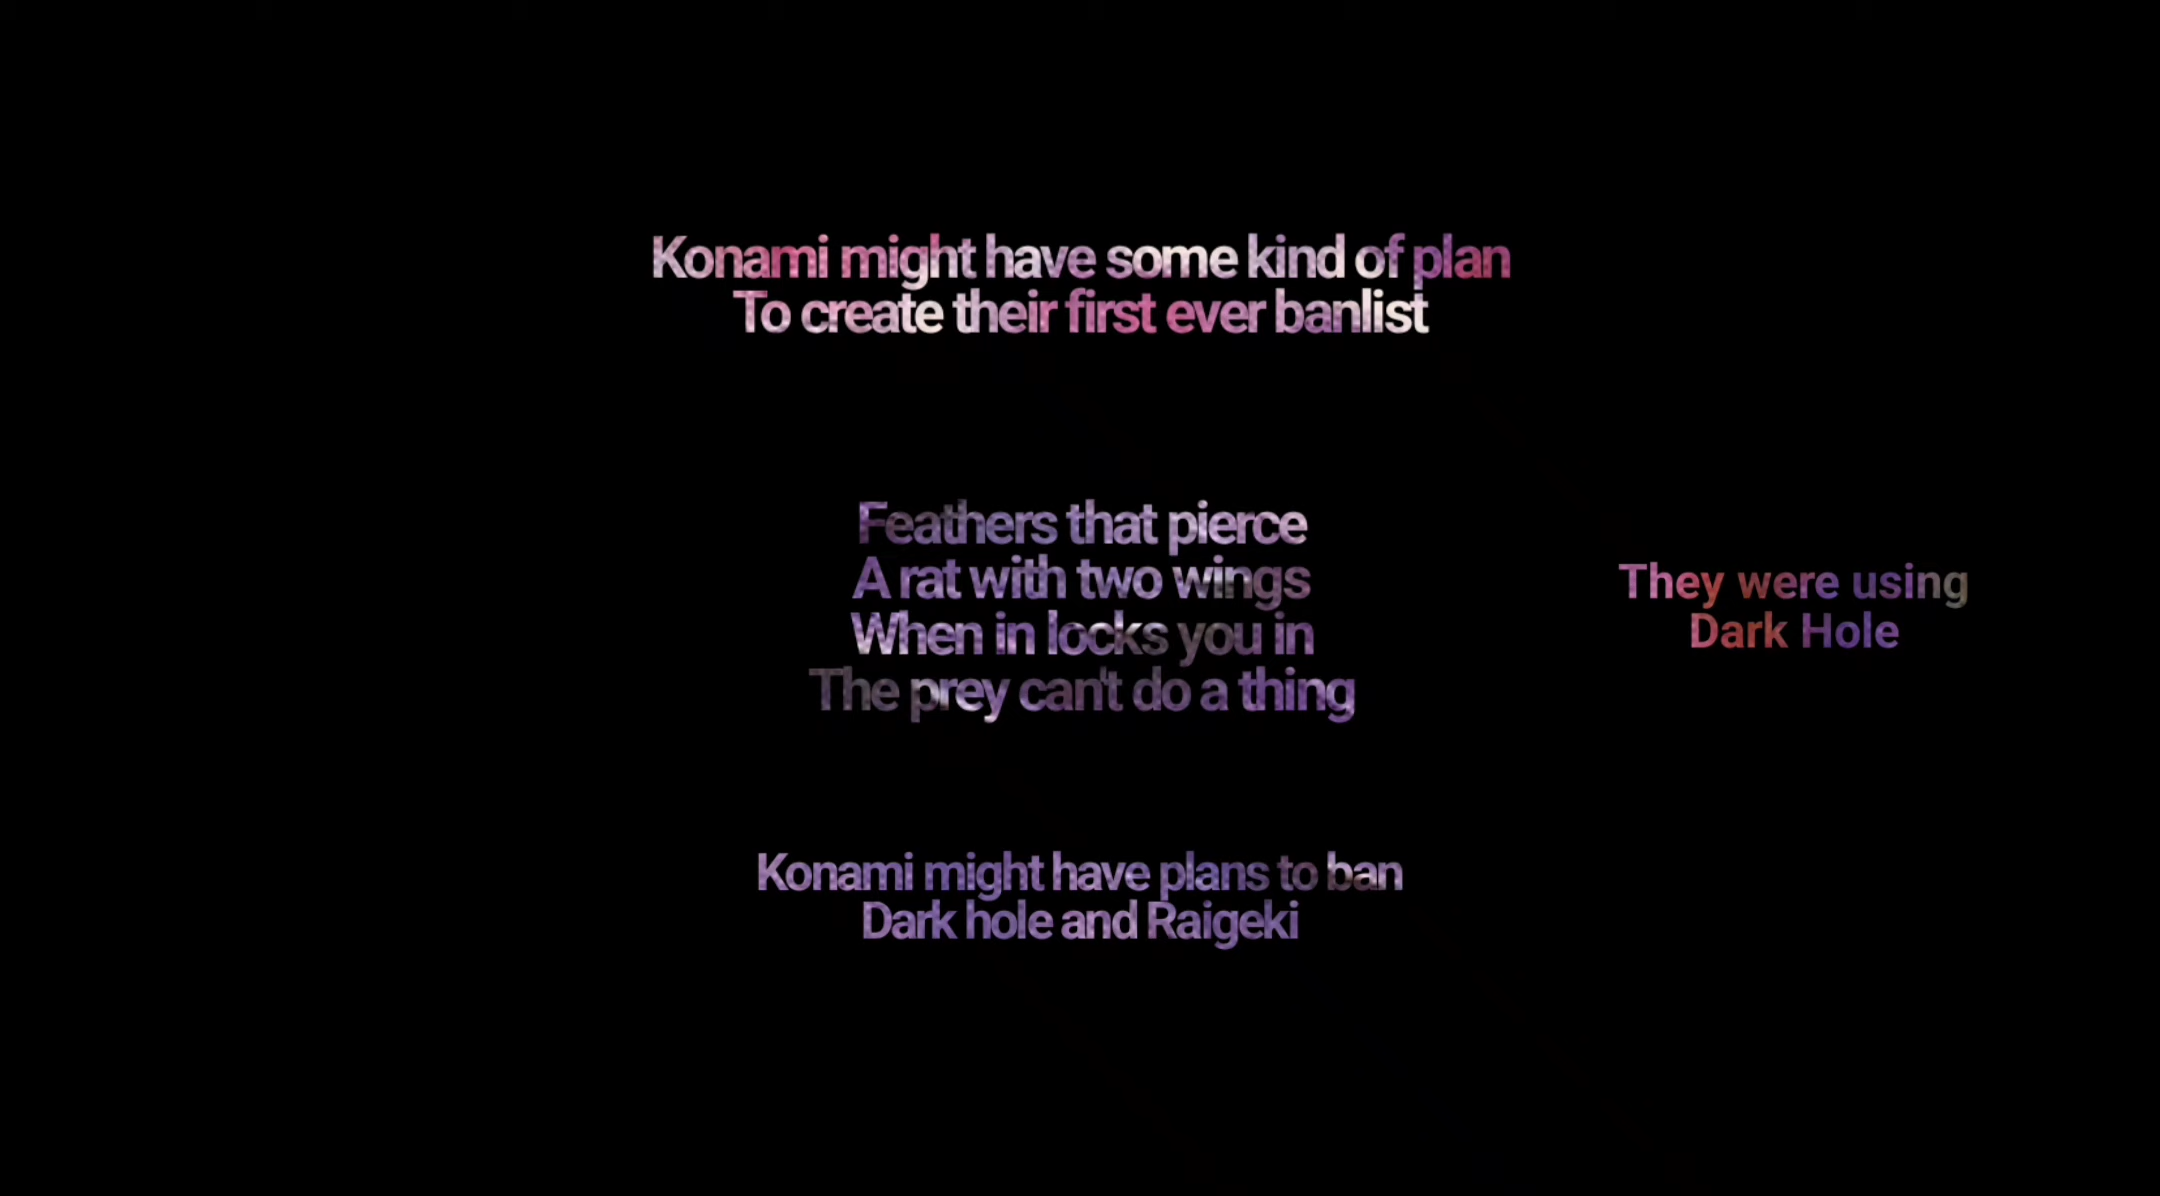 Konami might have some kind of plan
To create their first ever banlist
Feathers that pierce
A rat with two wings
When in locks you in
The prey can't do a thing
They were using
Dark Hole
Konami might have plans to ban
Dark hole and Raigeki